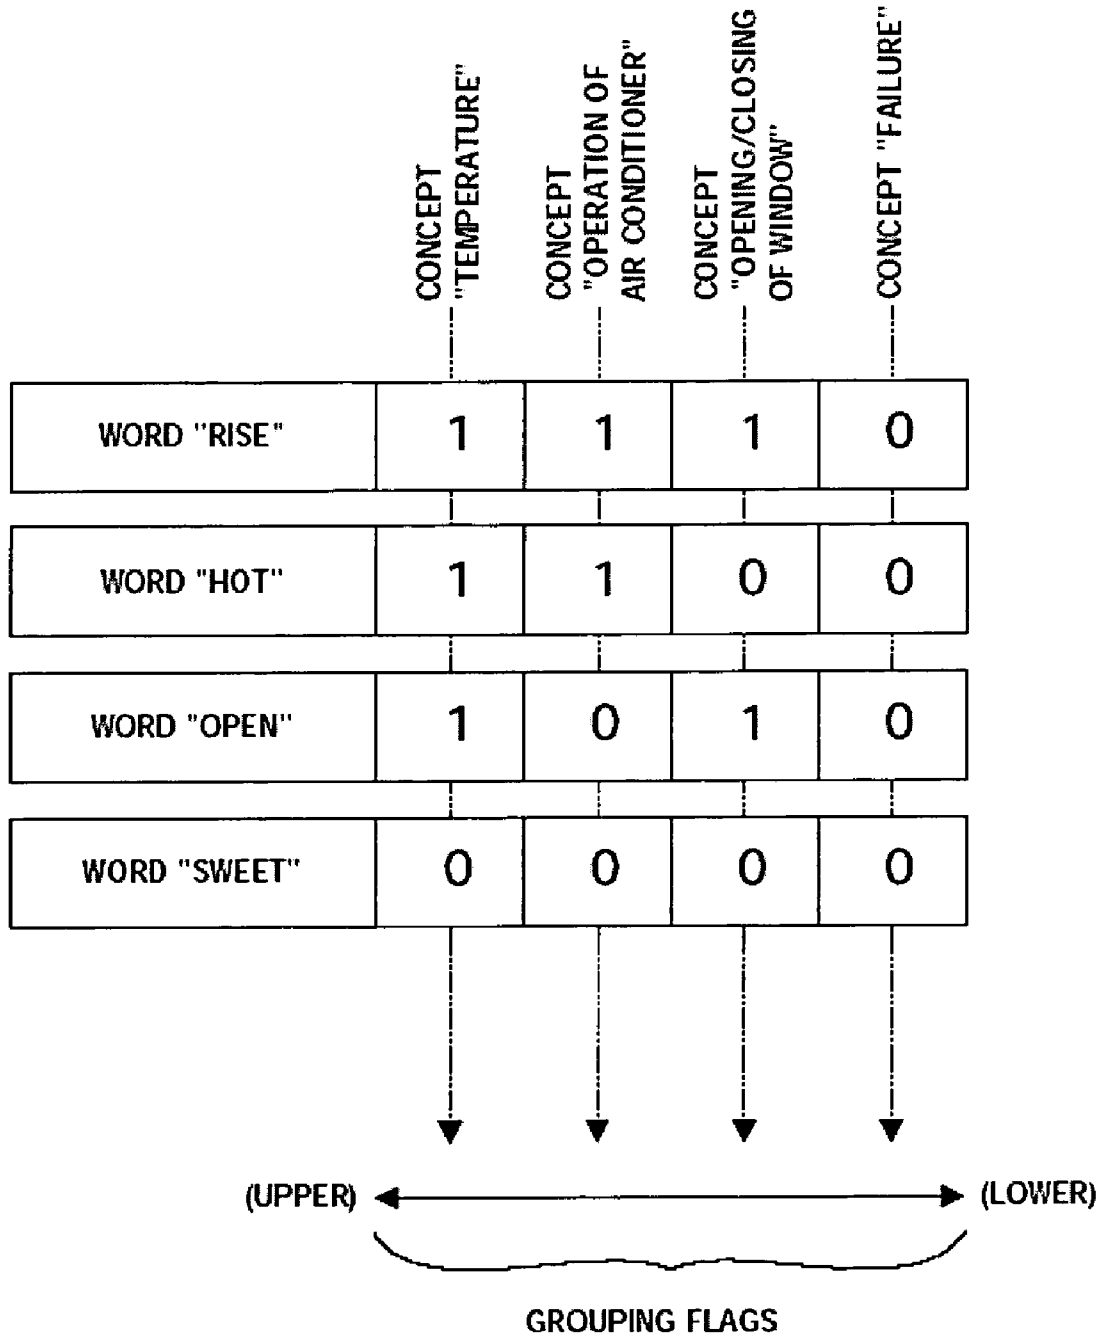 CONCEPT
"TEMPERATURE"
CONCEPT
"OPERATION OF
AIR CONDITIONER"
CONCEPT
"OPENING/CLOSING
OF WINDOW"
CONCEPT "FAILURE"
WORD "RISE" 1 1 1 0
WORD "HOT" 1 1 0 0
WORD "OPEN" 1 0 1 0
WORD "SWEET" 0 0 0 0
(UPPER) (LOWER)
GROUPING FLAGS